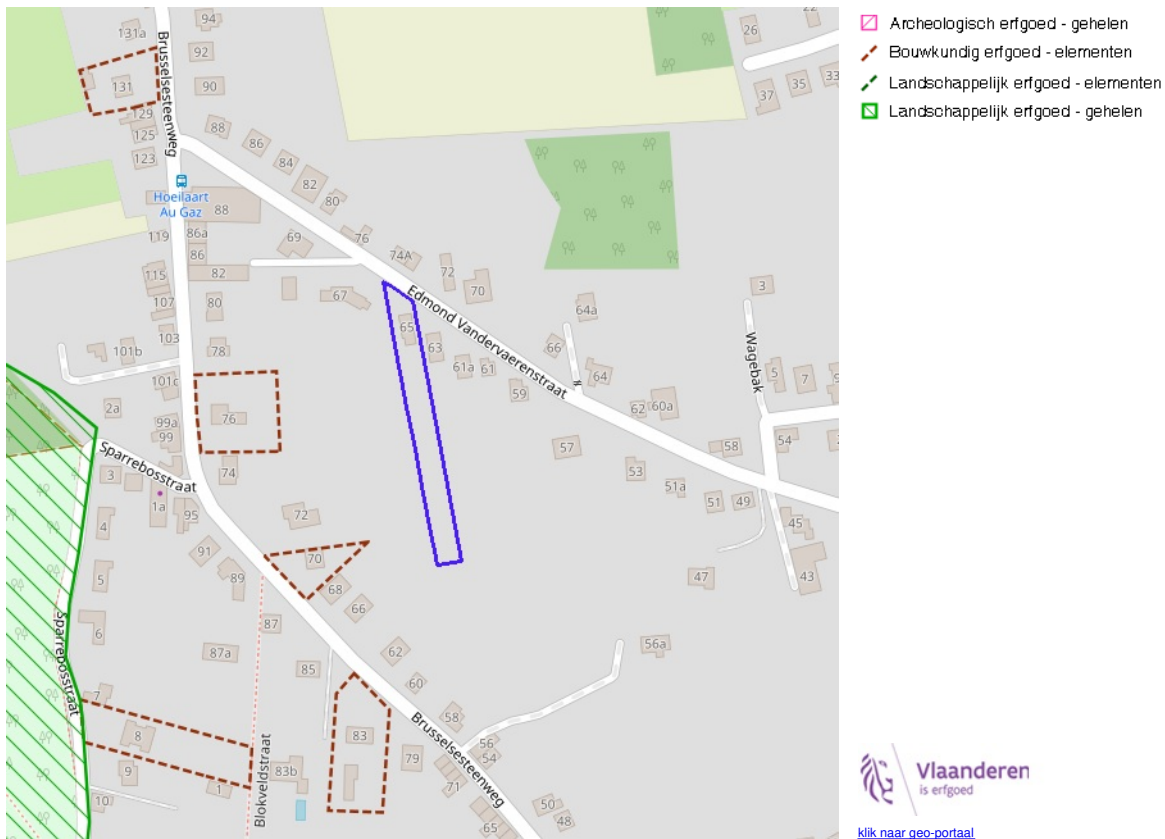 94
131a
Brusselsesteenweg
92
26
131
90
37
35
33
129
125
88
86
123
84
82
Hoeilaart
Au Gaz
88
80
119
86a
69
76
86
74A
115
82
72
3
67
70
107
80
Edmond Vandervaerenstraat
64a
65
103
63
66
Wagebak
101b
78
61a
61
5
7
101c
64
59
2a
76
62
60a
99a
99
57
58
54
Sparrebosstraat
3
74
53
1a
51a
95
72
51
49
4
45
91
70
5
89
68
47
43
66
Sparrebosstraat
6
87
87a
62
56a
85
60
7
58
Brusselsesteenweg
8
83
56
54
79
9
83b
71
1
Blokveldstraat
10
50
48
65
Archeologisch erfgoed - gehelen
Bouwkundig erfgoed - elementen
Landschappelijk erfgoed - elementen
Landschappelijk erfgoed - gehelen
Vlaanderen
is erfgoed
klik naar geo-portaal